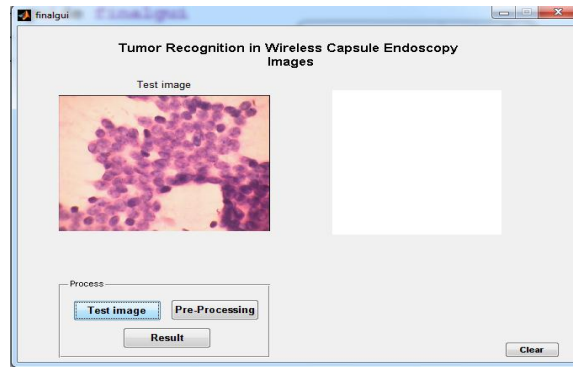 finalgui
Tumor Recognition in Wireless Capsule Endoscopy
Images
Test image
Process
Test image
Pre-Processing
Result
Clear